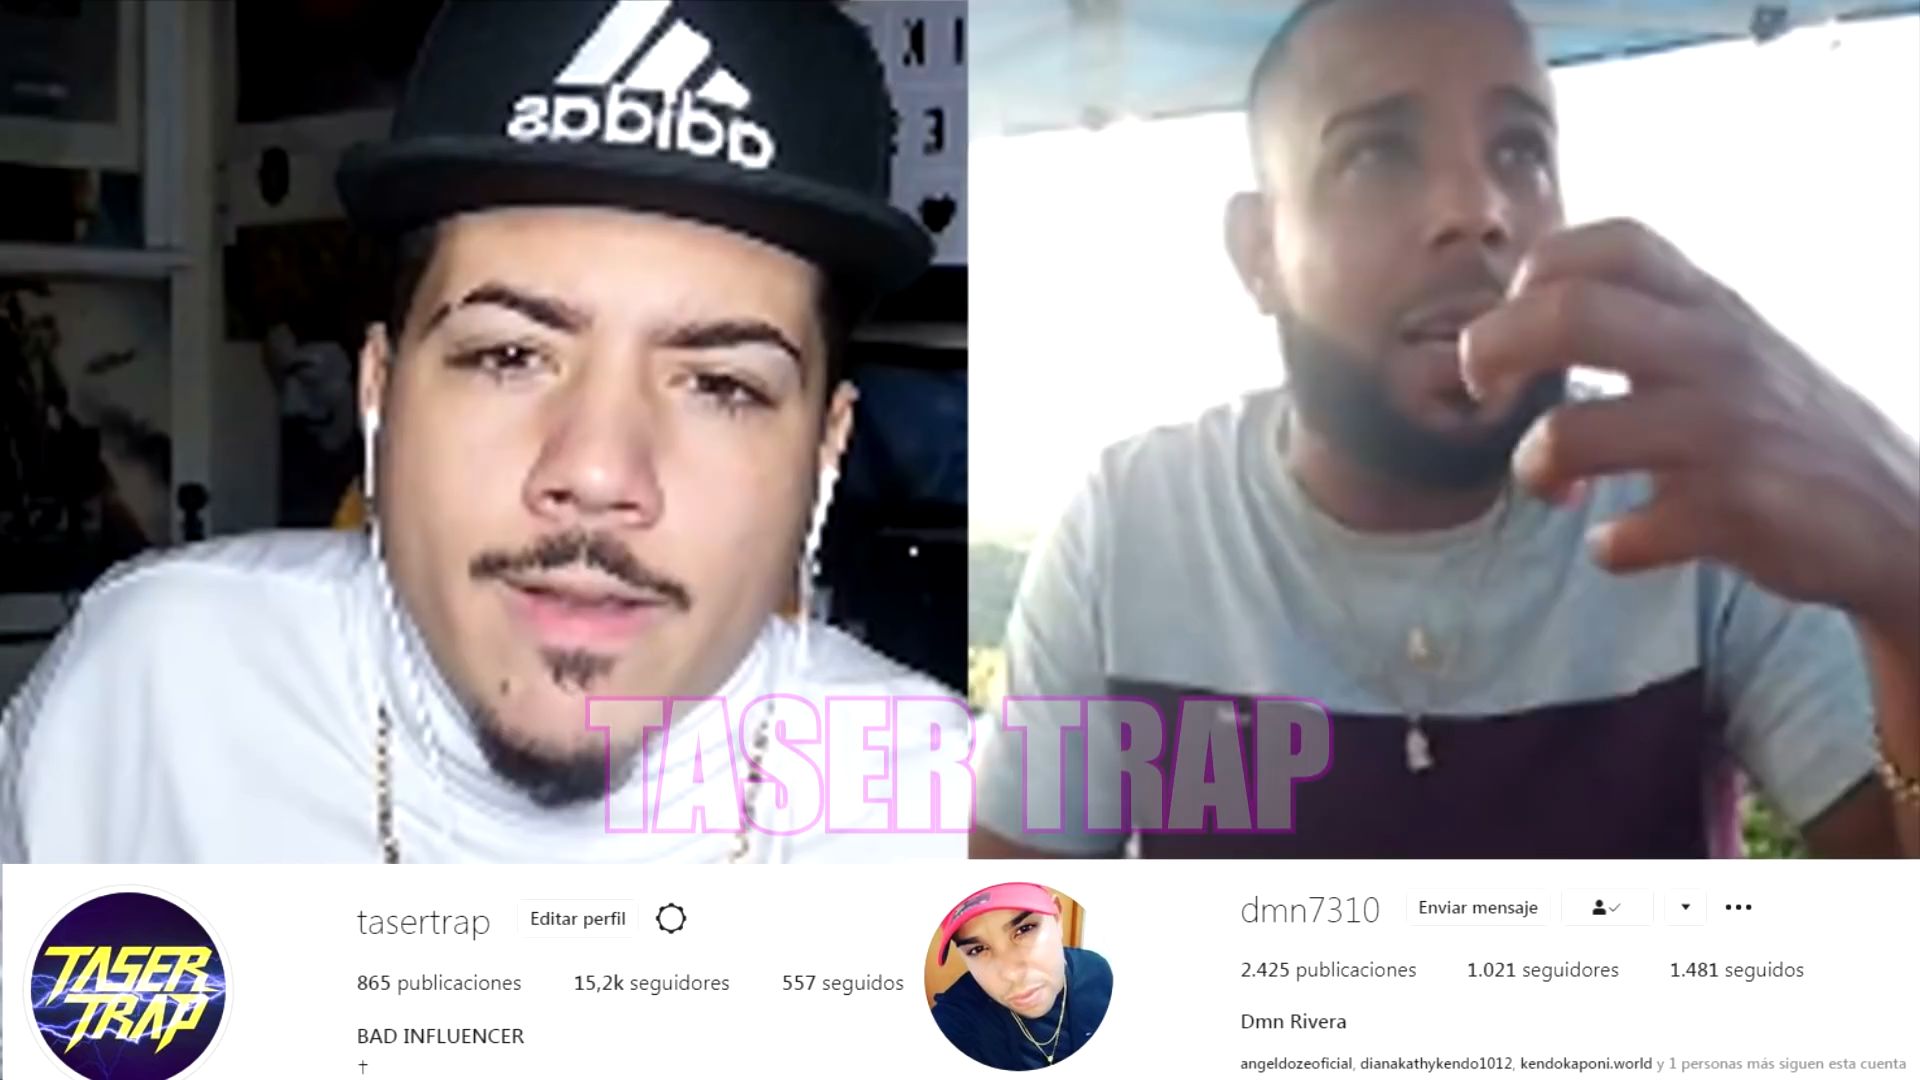 adidas
TASER TRAP
tasertrap Editar perfil
865 publicaciones 15,2k seguidores 557 seguidos
BAD INFLUENCER
TASER
TRAP
dmn7310 Enviar mensaje
2.425 publicaciones 1.021 seguidores 1.481 seguidos
Dmn Rivera
angeldozeoficial, dianakathykendo1012, kendokaponi.world y 1 personas más siguen esta cuenta